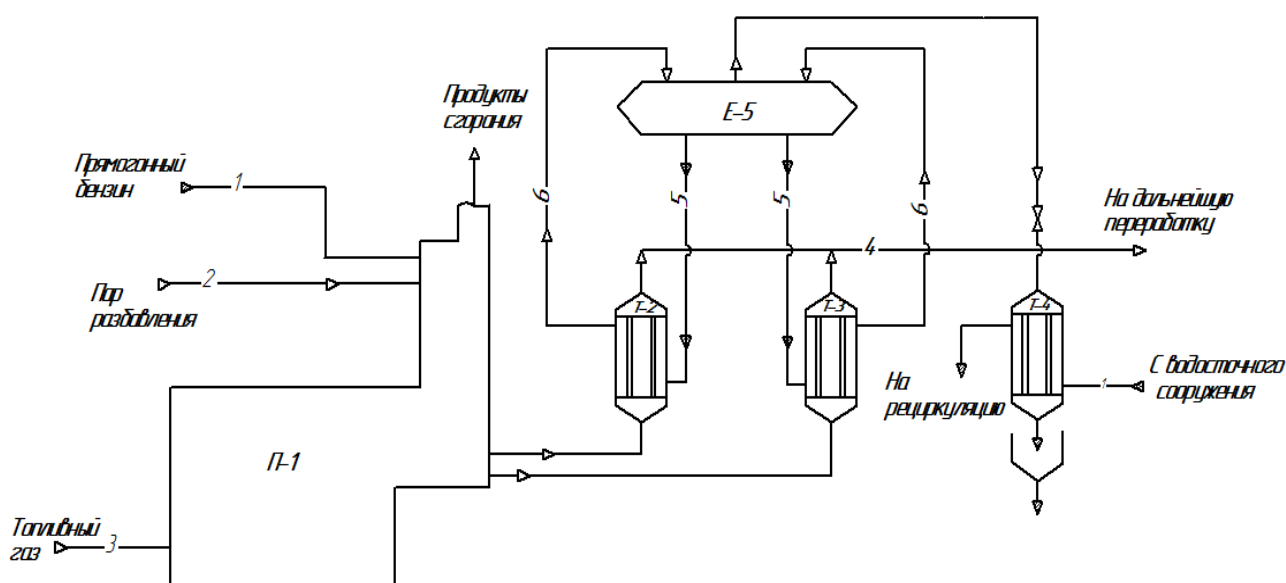 Продукты
сгорания
Е-5
Прямогонный
бензин
1
6
5
5
6
На дальнейшую
переработку
4
2
Пар
разбавления
Т-2
Т-3
Т-4
На
рециркуляцию
1
С водосточного
сооружения
П-1
Топливный
газ
3